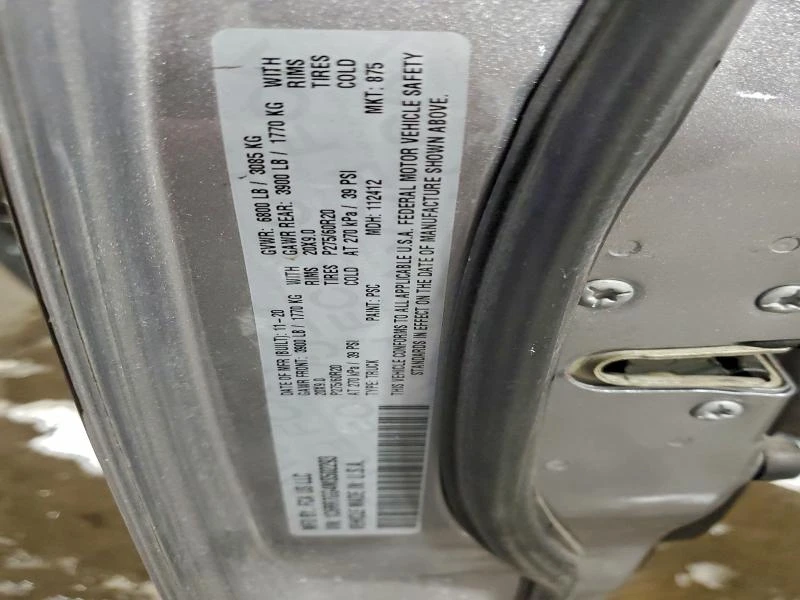 MFD BY: FCA US LLC
DATE OF MFR (BUILT): 11-20
GVWR: 6800 LB / 3085 KG
GAWR FRONT: 3900 LB / 1770 KG WITH
20X9.0 RIMS
P275/60R20 TIRES
AT 270 kPa / 39 PSI COLD
GAWR REAR: 3900 LB / 1770 KG WITH
20X9.0 RIMS
P275/60R20 TIRES
AT 270 kPa / 39 PSI COLD
VIN:
VEHICLE MADE IN U.S.A.
TYPE: TRUCK
PAINT: PSC
MDH: 112412
MKT: 875
THIS VEHICLE CONFORMS TO ALL APPLICABLE U.S.A. FEDERAL MOTOR VEHICLE SAFETY
STANDARDS IN EFFECT ON THE DATE OF MANUFACTURE SHOWN ABOVE.